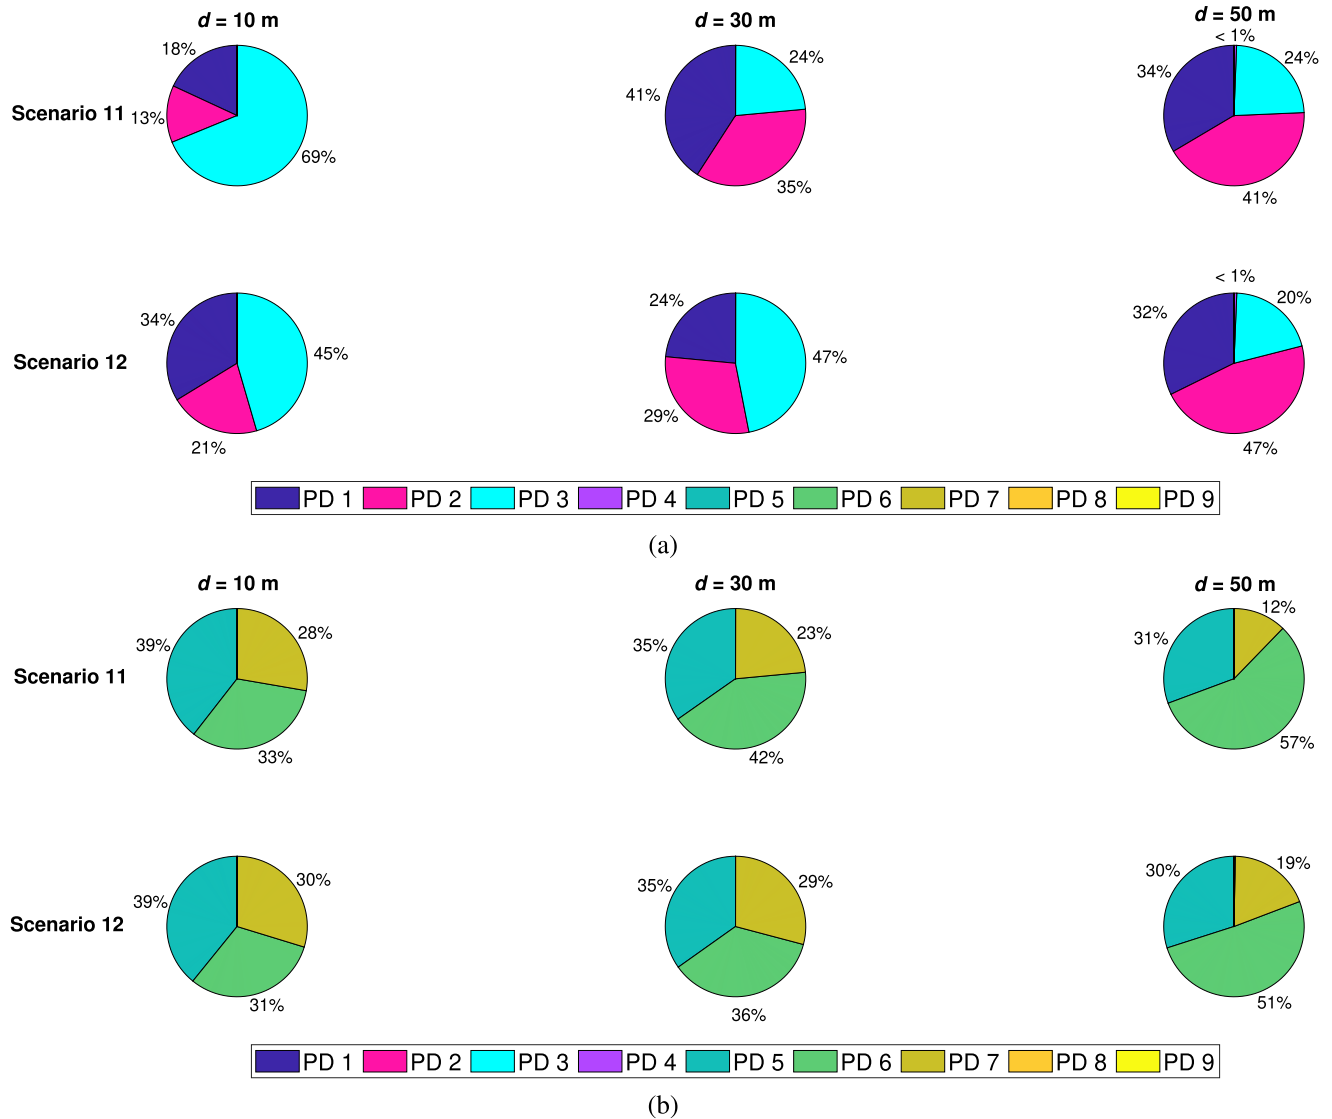 d = 10 m
d = 30 m
d = 50 m
Scenario 11
18%
13%
69%
41%
24%
35%
< 1%
34%
24%
41%
Scenario 12
34%
45%
21%
24%
47%
29%
< 1%
32%
20%
47%
PD 1 PD 2 PD 3 PD 4 PD 5 PD 6 PD 7 PD 8 PD 9
(a)
d = 10 m
d = 30 m
d = 50 m
Scenario 11
39%
28%
33%
35%
23%
42%
12%
31%
57%
Scenario 12
39%
30%
31%
35%
29%
36%
30%
19%
51%
PD 1 PD 2 PD 3 PD 4 PD 5 PD 6 PD 7 PD 8 PD 9
(b)